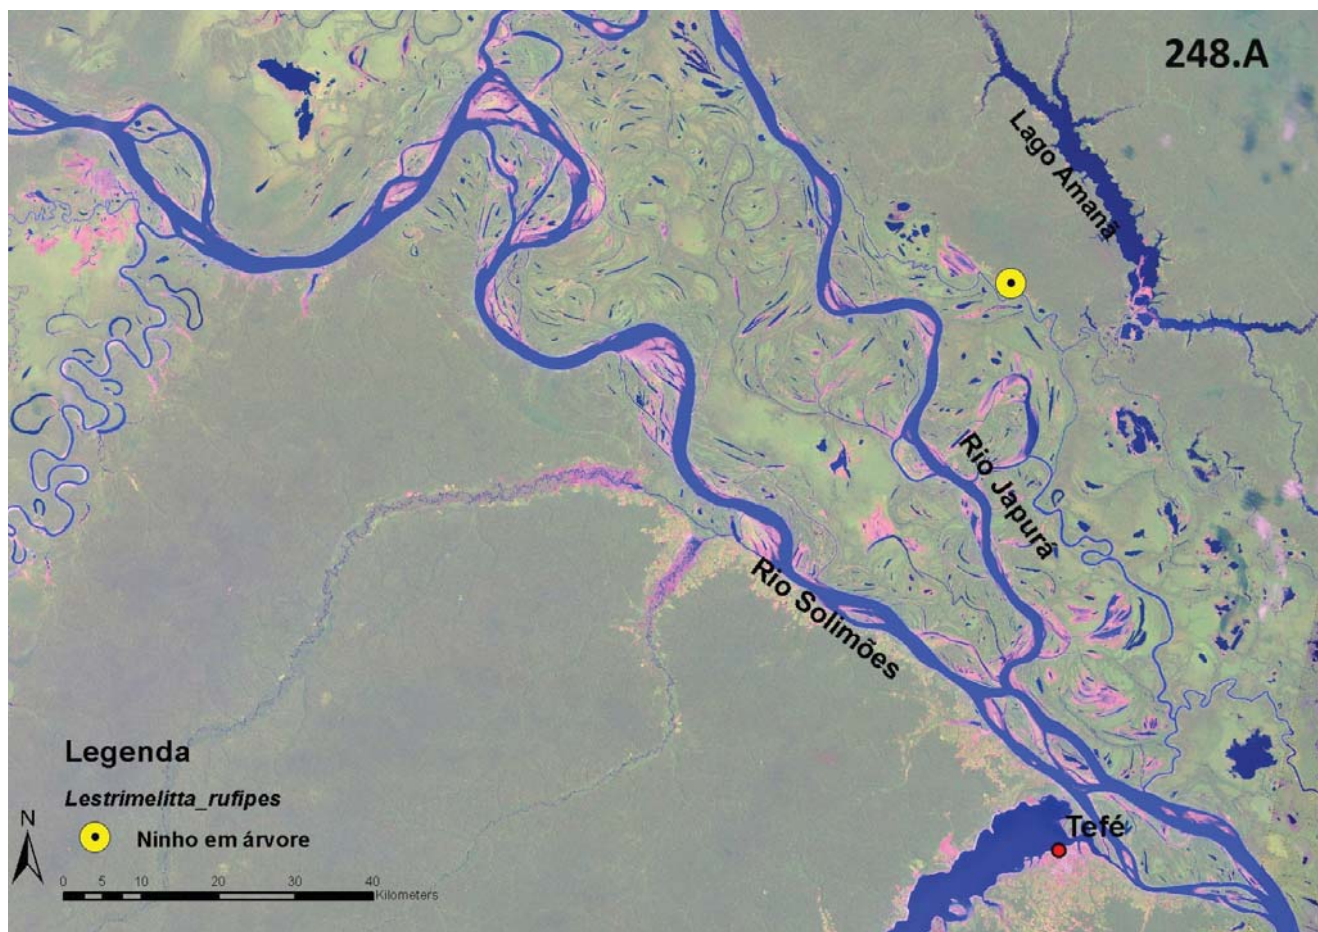 248.A
Lago Amanã
Rio Japurá
Rio Solimões
Tefé
Legenda
Lestrimelitta_rufipes
Ninho em árvore
N
0 5 10 20 30 40
Kilometers